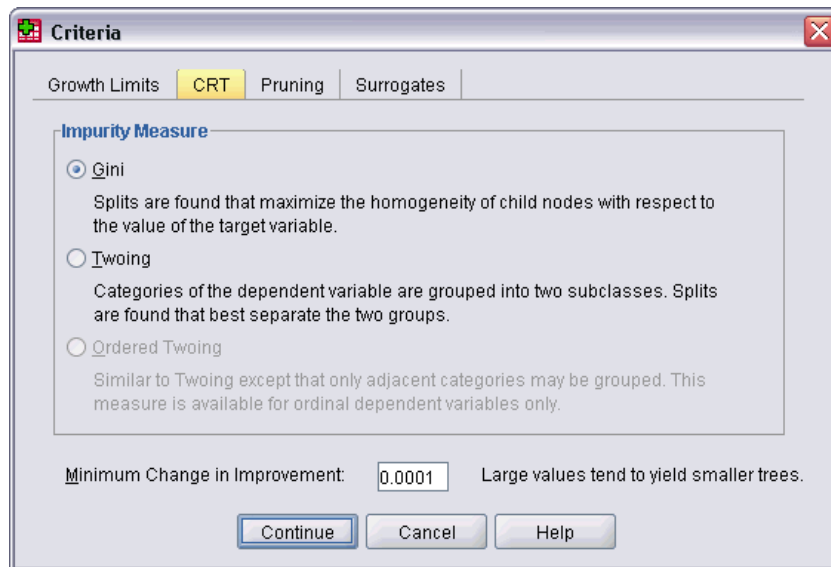 Criteria
Growth Limits CRT Pruning Surrogates
Impurity Measure
Gini
Splits are found that maximize the homogeneity of child nodes with respect to
the value of the target variable.
Twoing
Categories of the dependent variable are grouped into two subclasses. Splits
are found that best separate the two groups.
Ordered Twoing
Similar to Twoing except that only adjacent categories may be grouped. This
measure is available for ordinal dependent variables only.
Minimum Change in Improvement: 0.0001 Large values tend to yield smaller trees.
Continue Cancel Help